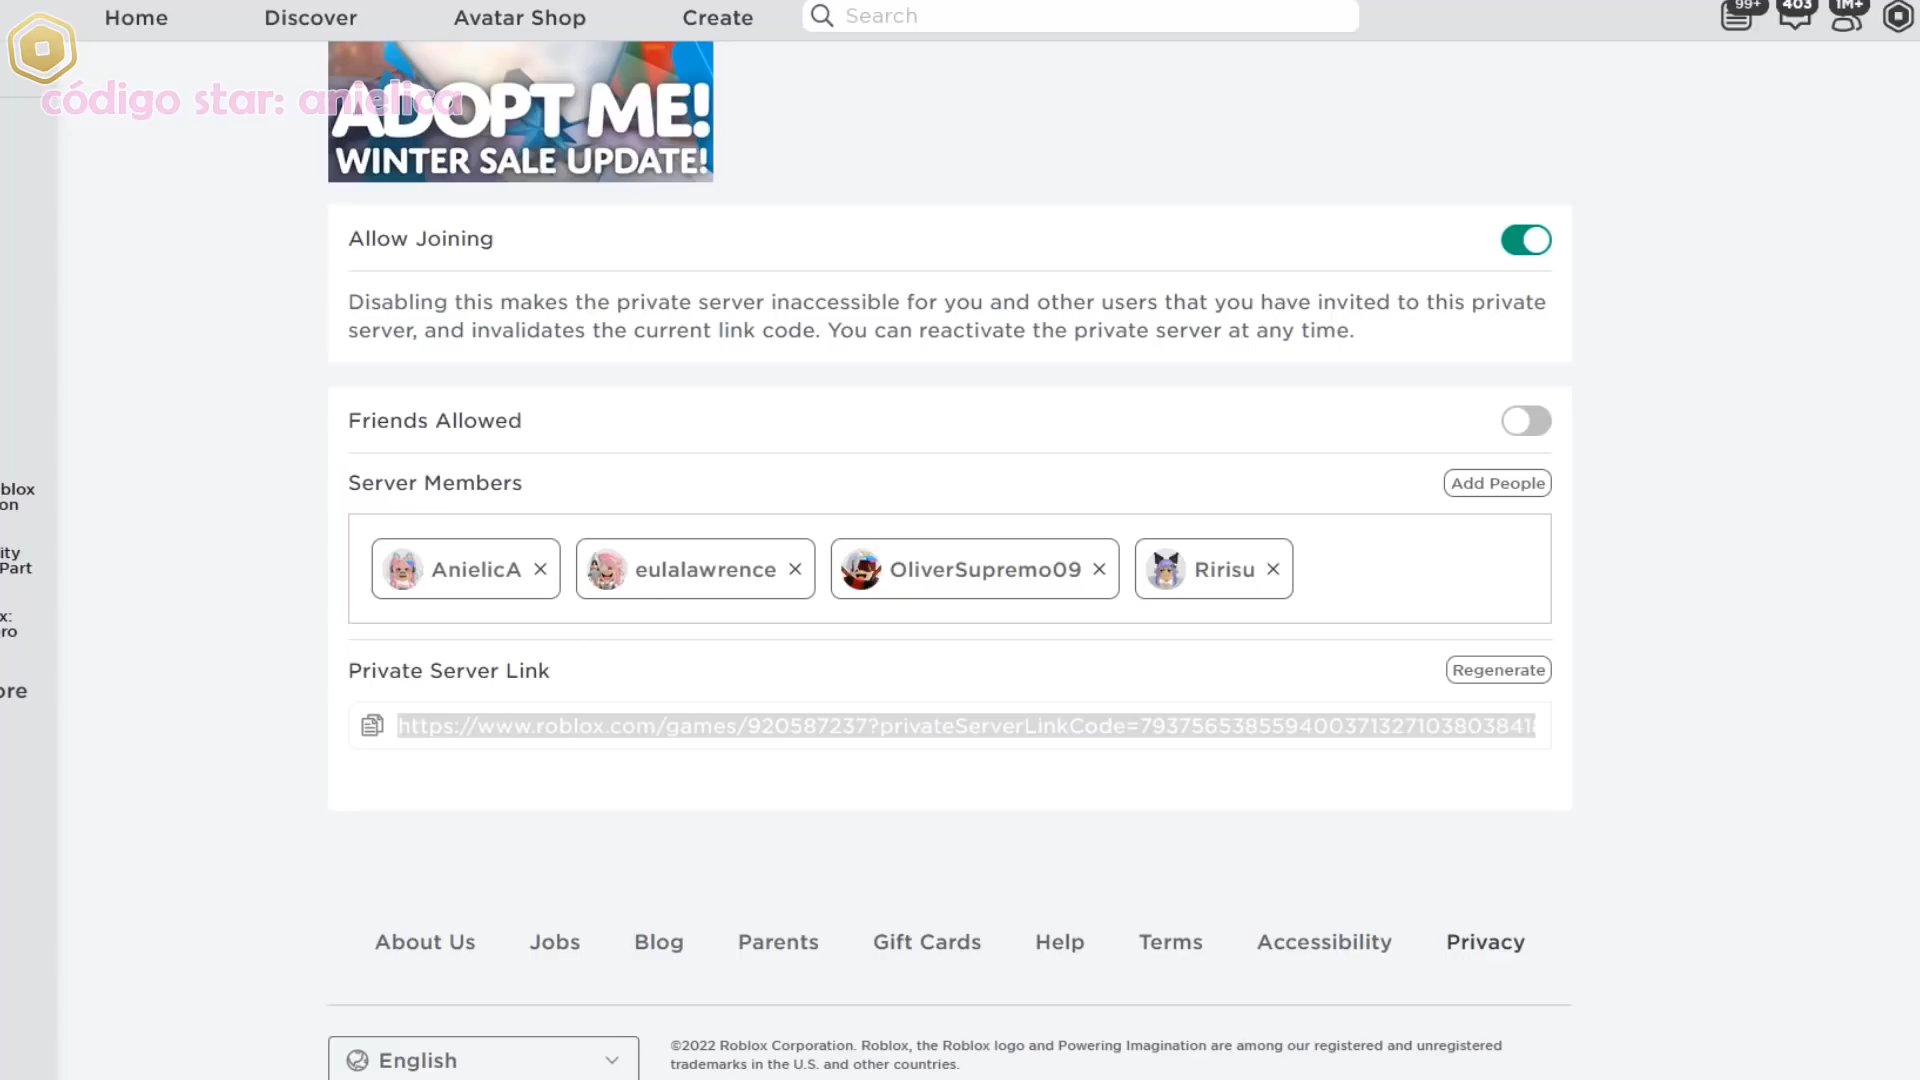 Home Discover Avatar Shop Create Search 99+ 403 1M+
código star: anielica
ADOPT ME!
WINTER SALE UPDATE!
Allow Joining
Disabling this makes the private server inaccessible for you and other users that you have invited to this private
server, and invalidates the current link code. You can reactivate the private server at any time.
Friends Allowed
Server Members Add People
AnielicA eulalawrence OliverSupremo09 Ririsu
Private Server Link Regenerate
https://www.roblox.com/games/920587237?privateServerLinkCode=7937565385594003713271038038418
blox
on
ity
Part
x:
ro
ore
About Us Jobs Blog Parents Gift Cards Help Terms Accessibility Privacy
English
©2022 Roblox Corporation. Roblox, the Roblox logo and Powering Imagination are among our registered and unregistered
trademarks in the U.S. and other countries.